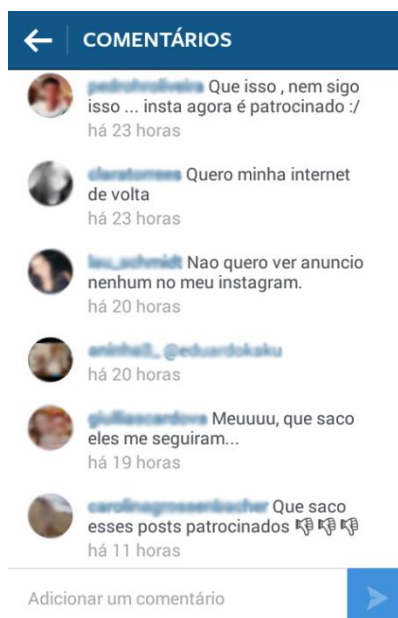 COMENTÁRIOS
Que isso , nem sigo
isso ... insta agora é patrocinado :/
há 23 horas
Quero minha internet
de volta
há 23 horas
Nao quero ver anuncio
nenhum no meu instagram.
há 20 horas
há 20 horas
Meuuuu, que saco
eles me seguiram...
há 19 horas
Que saco
esses posts patrocinados 👎👎👎
há 11 horas
Adicionar um comentário